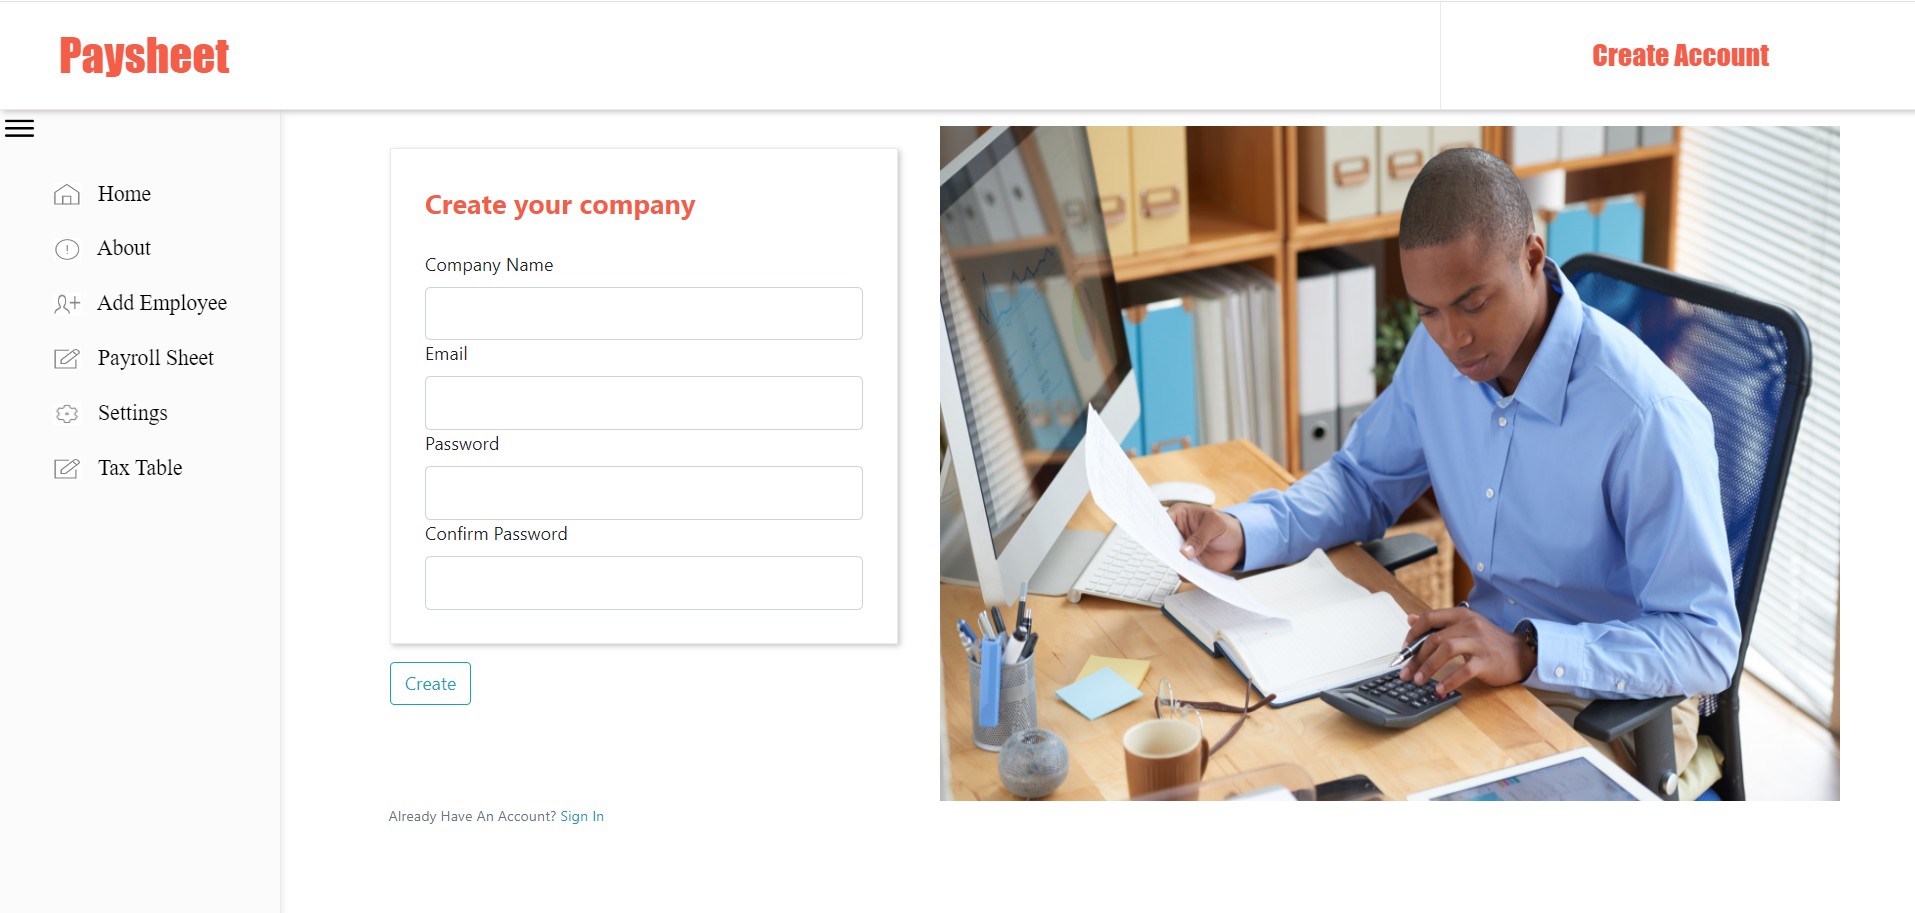 Paysheet
Create Account
Home
About
Add Employee
Payroll Sheet
Settings
Tax Table
Create your company
Company Name
Email
Password
Confirm Password
Create
Already Have An Account? Sign In